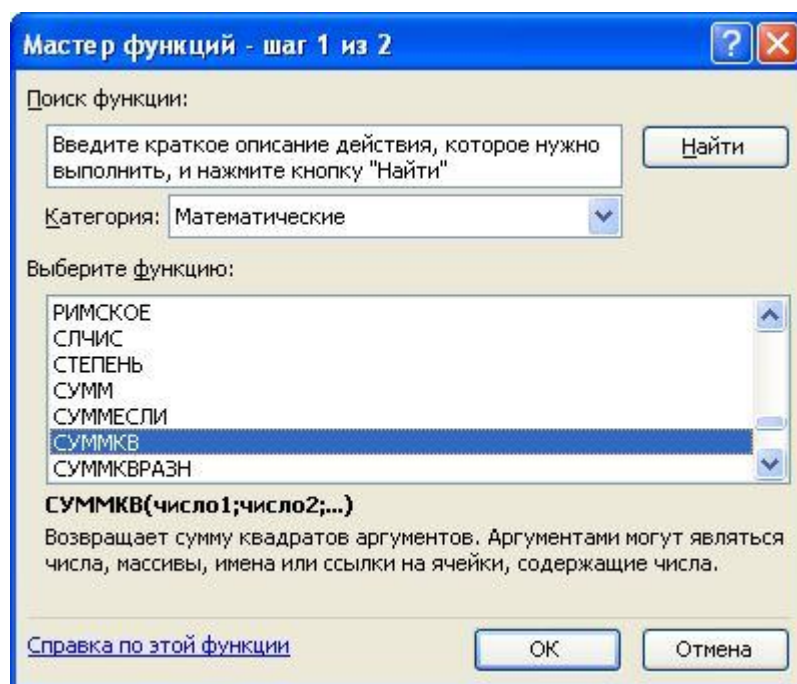 Мастер функций - шаг 1 из 2
Поиск функции:
Введите краткое описание действия, которое нужно
выполнить, и нажмите кнопку "Найти"
Найти
Категория: Математические
Выберите функцию:
РИМСКОЕ
СЛЧИС
СТЕПЕНЬ
СУММ
СУММЕСЛИ
СУММКВ
СУММКВРАЗН
СУММКВ(число1;число2;...)
Возвращает сумму квадратов аргументов. Аргументами могут являться
числа, массивы, имена или ссылки на ячейки, содержащие числа.
Справка по этой функции
ОК
Отмена